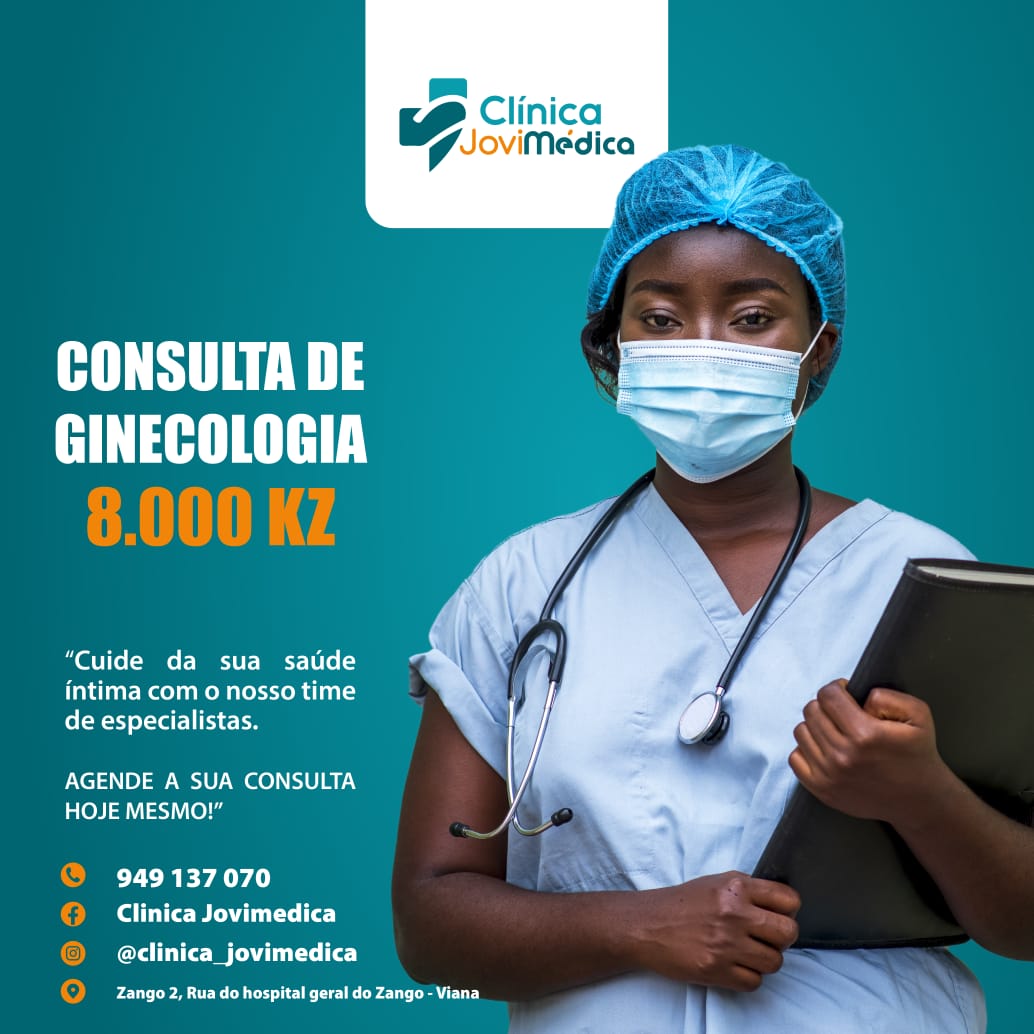 Clínica
JoviMédica
CONSULTA DE
GINECOLOGIA
8.000 KZ
“Cuide da sua saúde
íntima com o nosso time
de especialistas.
AGENDE A SUA CONSULTA
HOJE MESMO!”
949 137 070
Clinica Jovimedica
@clinica_jovimedica
Zango 2, Rua do hospital geral do Zango - Viana